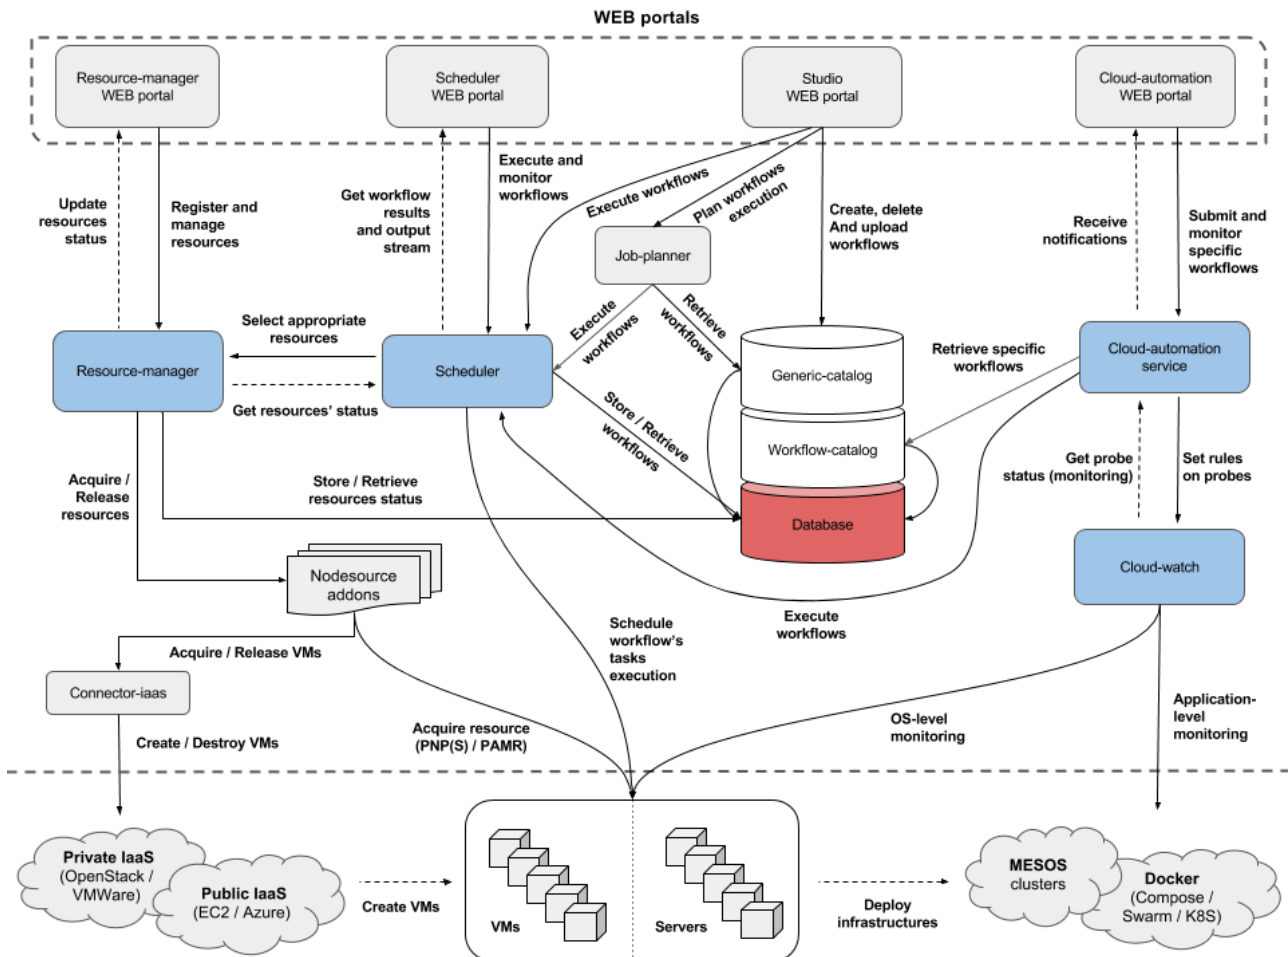 WEB portals
Resource-manager
WEB portal
Scheduler
WEB portal
Studio
WEB portal
Cloud-automation
WEB portal
Update
resources
status
Register and
manage
resources
Get workflow
results
and output
stream
Execute and
monitor
workflows
Execute workflows
Plan workflows
execution
Create, delete
And upload
workflows
Receive
notifications
Submit and
monitor
specific
workflows
Job-planner
Execute
workflows
Retrieve
workflows
Select appropriate
resources
Resource-manager
Get resources' status
Scheduler
Store / Retrieve
workflows
Generic-catalog
Workflow-catalog
Database
Retrieve specific
workflows
Cloud-automation
service
Get probe
status (monitoring)
Set rules
on probes
Cloud-watch
Acquire /
Release
resources
Store / Retrieve
resources status
Nodesource
addons
Acquire / Release VMs
Connector-iaas
Create / Destroy VMs
Acquire resource
(PNP(S) / PAMR)
Schedule
workflow's
tasks
execution
Execute
workflows
OS-level
monitoring
Application-
level
monitoring
Private IaaS
(OpenStack /
VMWare)
Public IaaS
(EC2 / Azure)
Create VMs
VMs
Servers
Deploy
infrastructures
MESOS
clusters
Docker
(Compose /
Swarm / K8S)